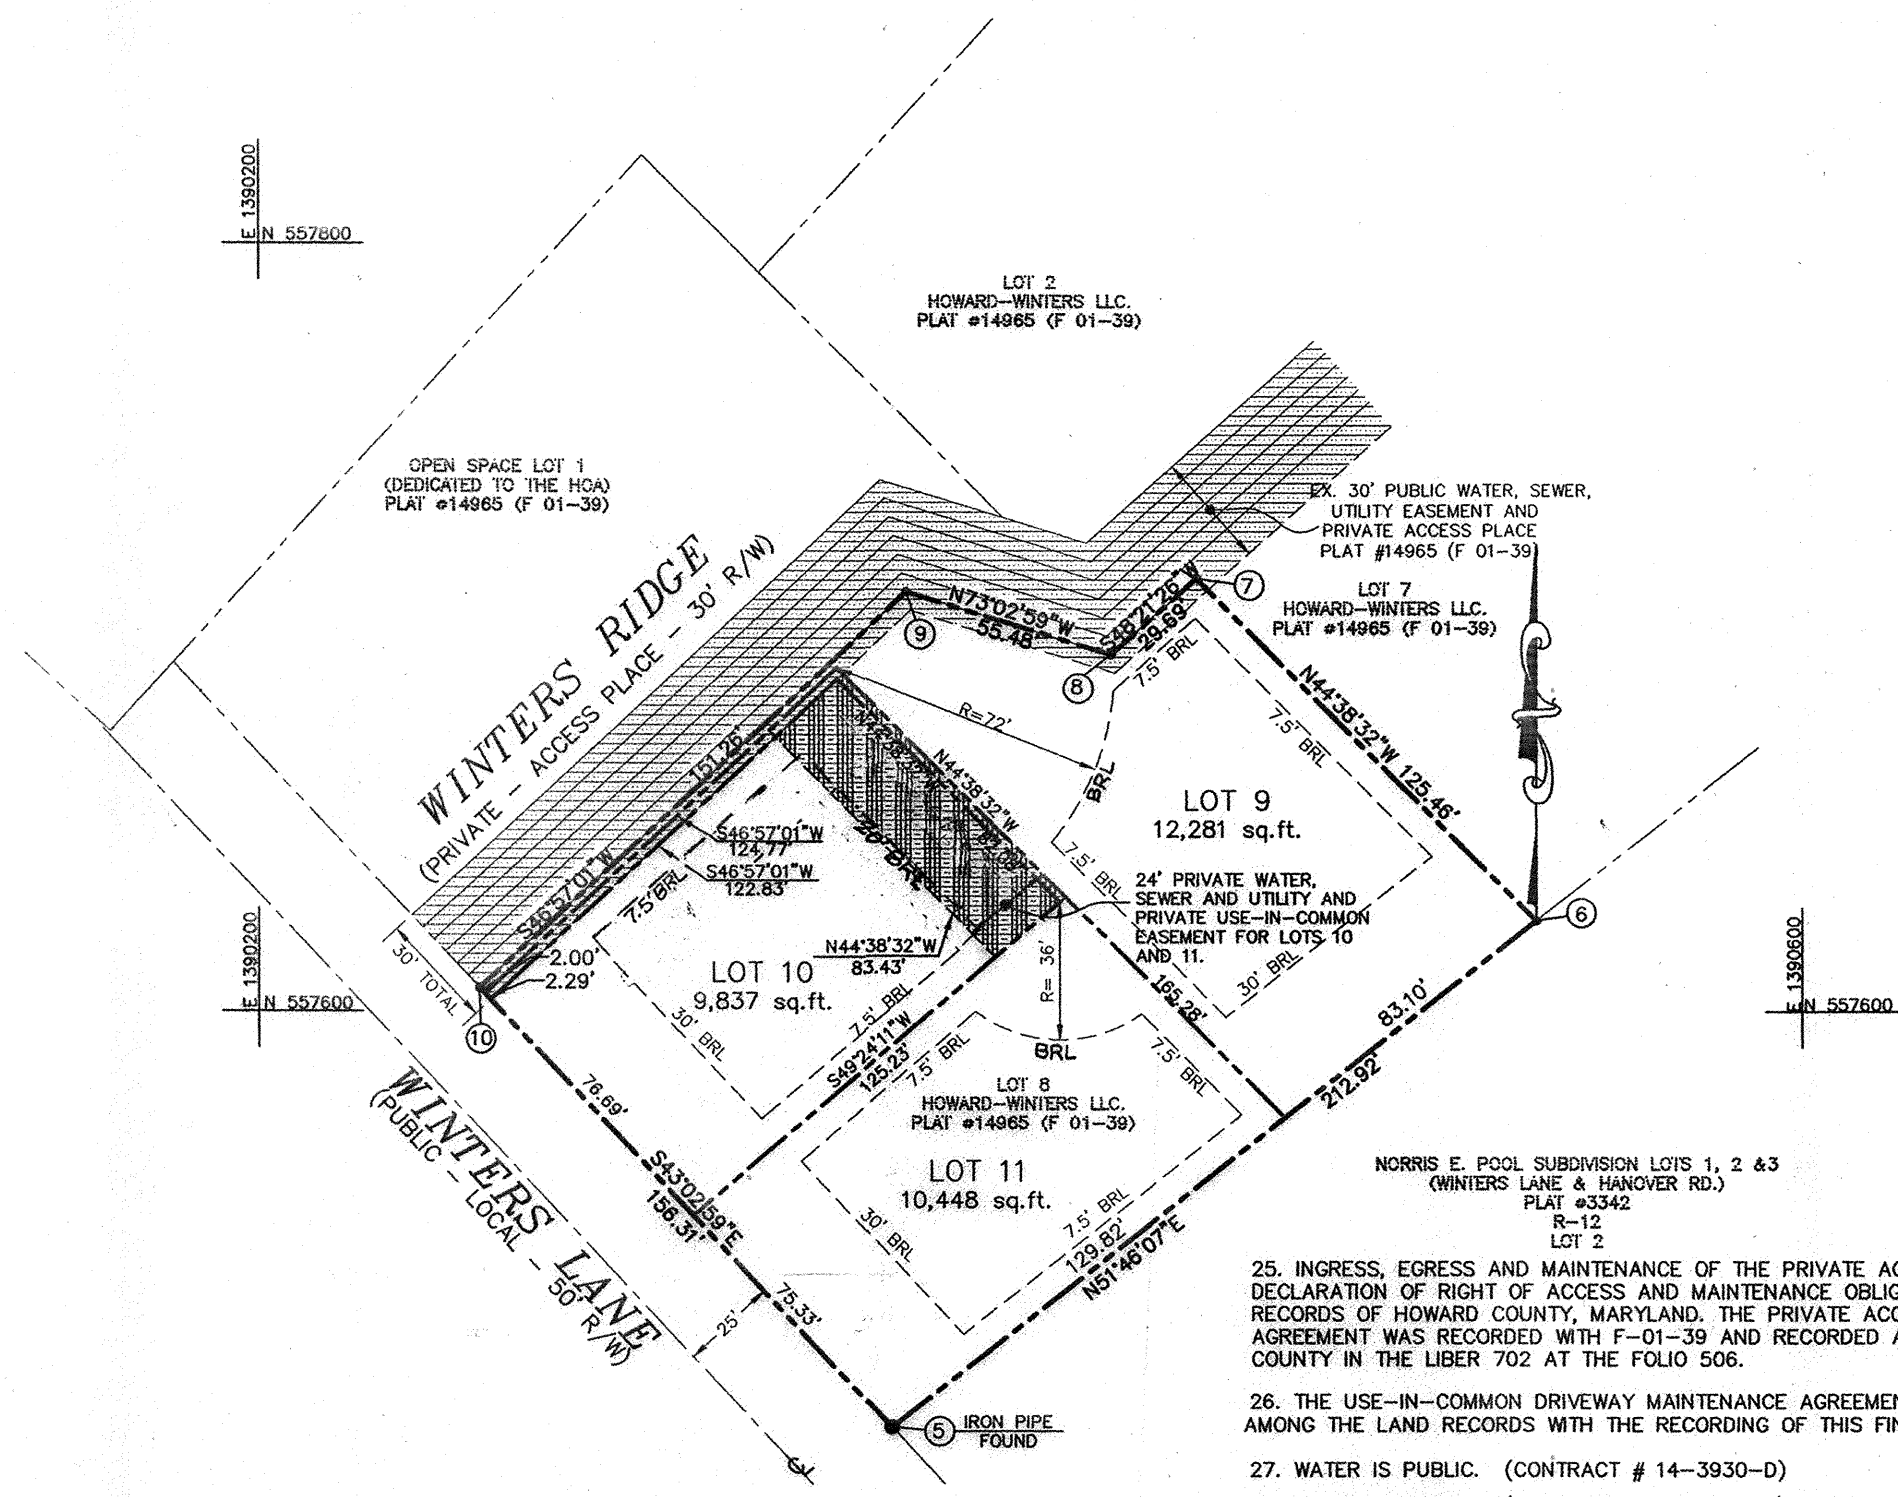 E 1390200
N 557800
LOT 2
HOWARD-WINTERS LLC.
PLAT #14965 (F 01-39)
OPEN SPACE LOT 1
(DEDICATED TO THE HOA)
PLAT #14965 (F 01-39)
EX. 30' PUBLIC WATER, SEWER,
UTILITY EASEMENT AND
PRIVATE ACCESS PLACE
PLAT #14965 (F 01-39)
WINTERS RIDGE
(PRIVATE - ACCESS PLACE - 30' R/W)
N73°02'59"W
55.48'
S48°21'26"W
29.69'
7
8
9
LOT 7
HOWARD-WINTERS LLC.
PLAT #14965 (F 01-39)
7.5' BRL
N44°38'32"W 125.46'
7.5' BRL
R=72'
BRL
N44°38'32"W
151.26'
LOT 9
12,281 sq.ft.
S46°57'01"W
124.77'
S46°57'01"W
122.83'
20' BRL
7.5' BRL
7.5' BRL
S46°57'01"W
24' PRIVATE WATER,
SEWER AND UTILITY AND
PRIVATE USE-IN-COMMON
EASEMENT FOR LOTS 10
AND 11.
6
E 1390200
N 557600
30' TOTAL
2.00'
2.29'
N44°38'32"W
83.43'
LOT 10
9,837 sq.ft.
R= 36'
30' BRL
165.28'
83.10'
212.92'
E 1390600
N 557600
10
30' BRL
7.5' BRL
S49°24'11"W
125.23'
7.5' BRL
BRL
7.5' BRL
76.69'
LOT 8
HOWARD-WINTERS LLC.
PLAT #14965 (F 01-39)
WINTERS LANE
(PUBLIC - LOCAL - 50' R/W)
S43°02'59"E
156.31'
LOT 11
10,448 sq.ft.
30' BRL
7.5' BRL
129.82'
N51°46'07"E
NORRIS E. POOL SUBDIVISION LOTS 1, 2 &3
(WINTERS LANE & HANOVER RD.)
PLAT #3342
R-12
LOT 2
75.33'
25'
5
IRON PIPE
FOUND
25. INGRESS, EGRESS AND MAINTENANCE OF THE PRIVATE
DECLARATION OF RIGHT OF ACCESS AND MAINTENANCE
RECORDS OF HOWARD COUNTY, MARYLAND. THE PRIVATE
AGREEMENT WAS RECORDED WITH F-01-39 AND RECORDED
COUNTY IN THE LIBER 702 AT THE FOLIO 506.
26. THE USE-IN-COMMON DRIVEWAY MAINTENANCE
AMONG THE LAND RECORDS WITH THE RECORDING OF THIS
27. WATER IS PUBLIC. (CONTRACT # 14-3930-D)